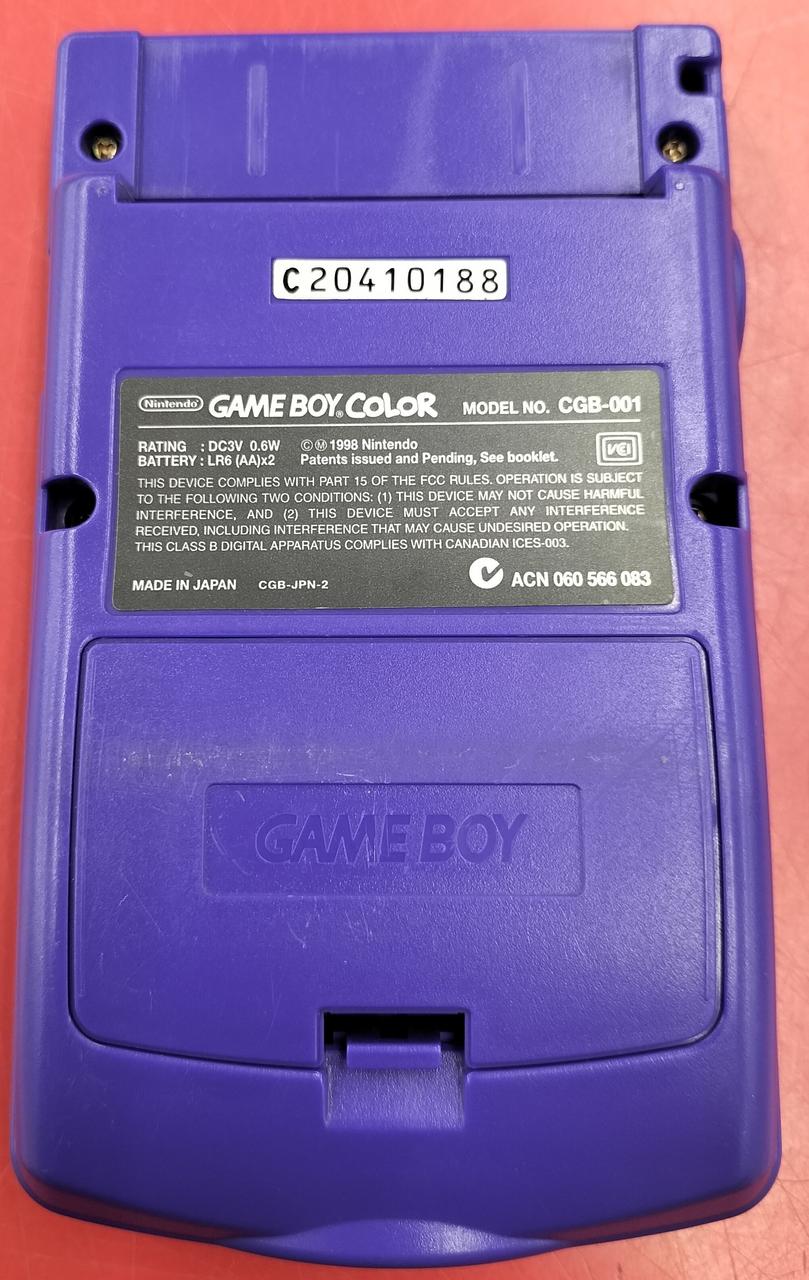 C20410188
Nintendo GAME BOY COLOR MODEL NO. CGB-001
RATING : DC3V 0.6W ©Ⓜ 1998 Nintendo
BATTERY : LR6 (AA)x2 Patents issued and Pending, See booklet.
VCI
THIS DEVICE COMPLIES WITH PART 15 OF THE FCC RULES. OPERATION IS SUBJECT
TO THE FOLLOWING TWO CONDITIONS: (1) THIS DEVICE MAY NOT CAUSE HARMFUL
INTERFERENCE, AND (2) THIS DEVICE MUST ACCEPT ANY INTERFERENCE
RECEIVED, INCLUDING INTERFERENCE THAT MAY CAUSE UNDESIRED OPERATION.
THIS CLASS B DIGITAL APPARATUS COMPLIES WITH CANADIAN ICES-003.
MADE IN JAPAN CGB-JPN-2 ACN 060 566 083
GAME BOY